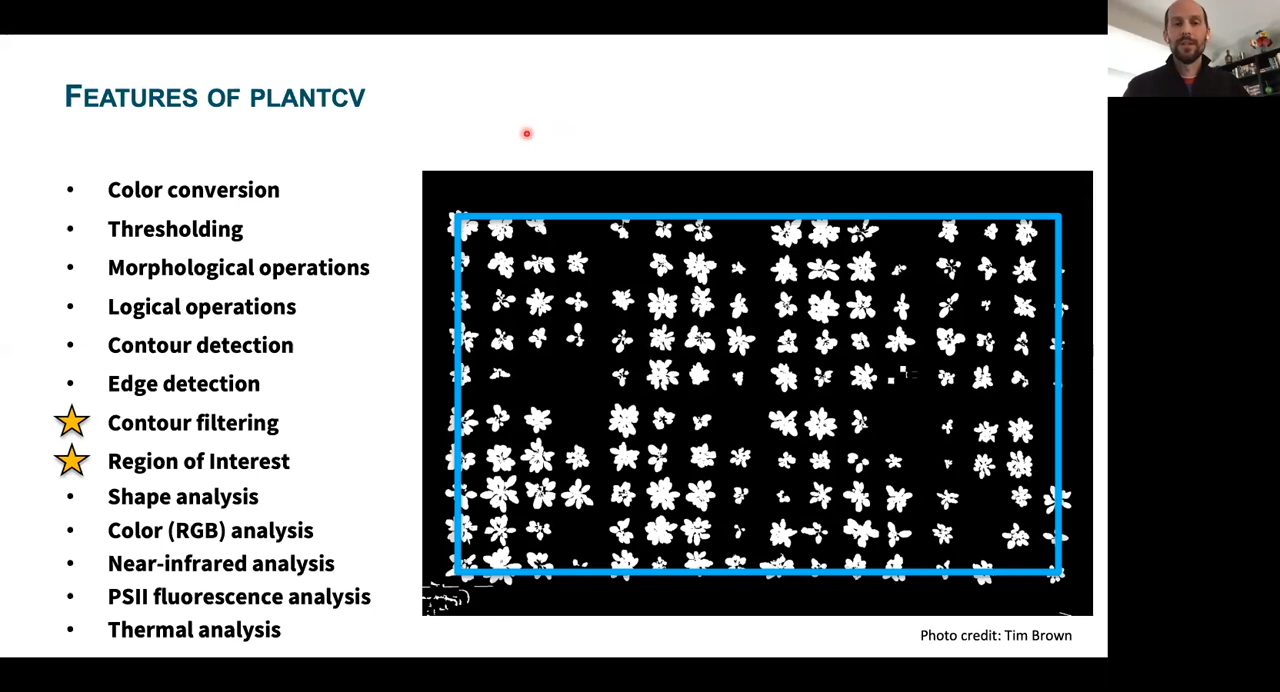 FEATURES OF PLANTCV
• Color conversion
• Thresholding
• Morphological operations
• Logical operations
• Contour detection
• Edge detection
Contour filtering
Region of Interest
• Shape analysis
• Color (RGB) analysis
• Near-infrared analysis
• PSII fluorescence analysis
• Thermal analysis
Photo credit: Tim Brown